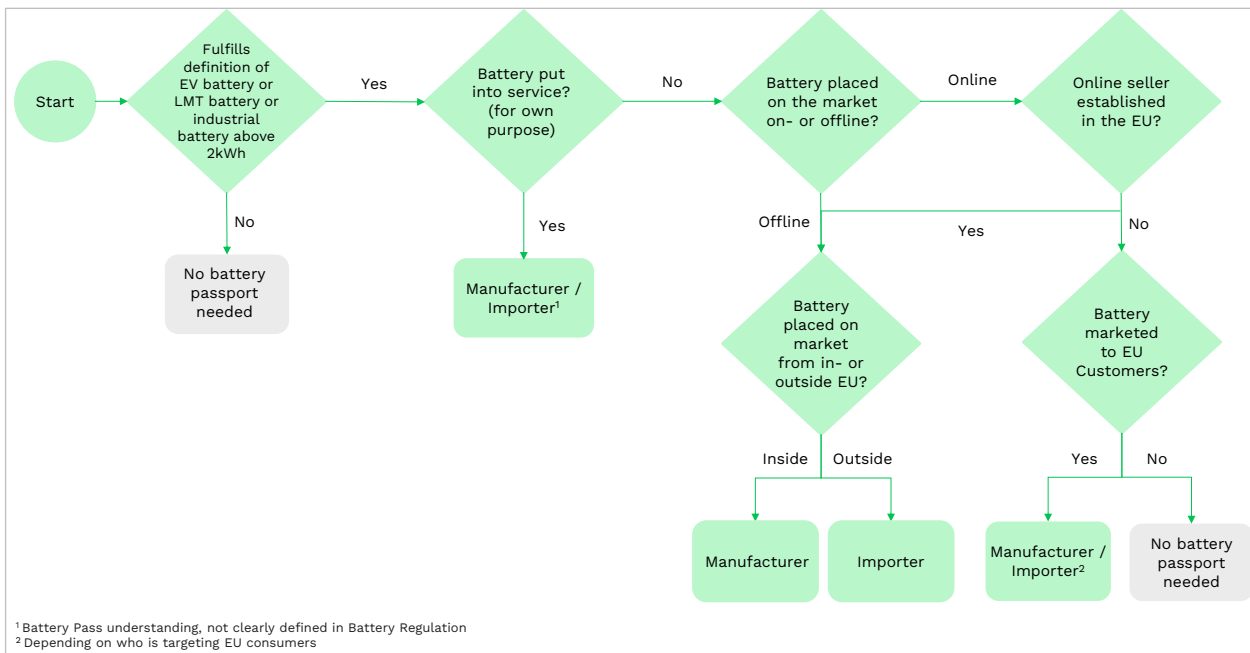 Start
Fulfills
definition of
EV battery or
LMT battery or
industrial
battery above
2kWh
Yes
Battery put
into service?
(for own
purpose)
No
Battery placed
on the market
on- or offline?
Online
Online seller
established
in the EU?
No
Yes
Offline
Yes
No
No battery
passport
needed
Manufacturer /
Importer¹
Battery
placed on
market
from in- or
outside EU?
Battery
marketed
to EU
Customers?
Inside
Outside
Yes
No
Manufacturer
Importer
Manufacturer /
Importer²
No battery
passport
needed
¹ Battery Pass understanding, not clearly defined in Battery Regulation
² Depending on who is targeting EU consumers